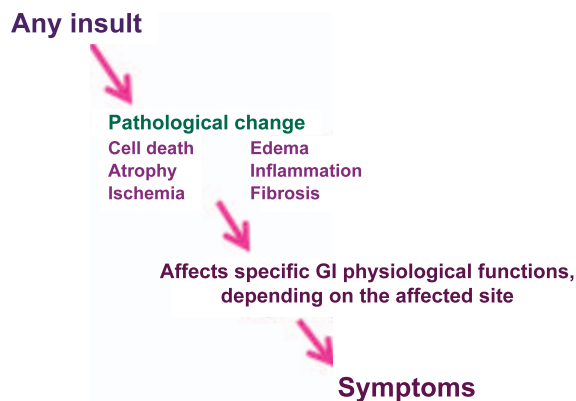 Any insult
Pathological change
Cell death Edema
Atrophy Inflammation
Ischemia Fibrosis
Affects specific GI physiological functions,
depending on the affected site
Symptoms